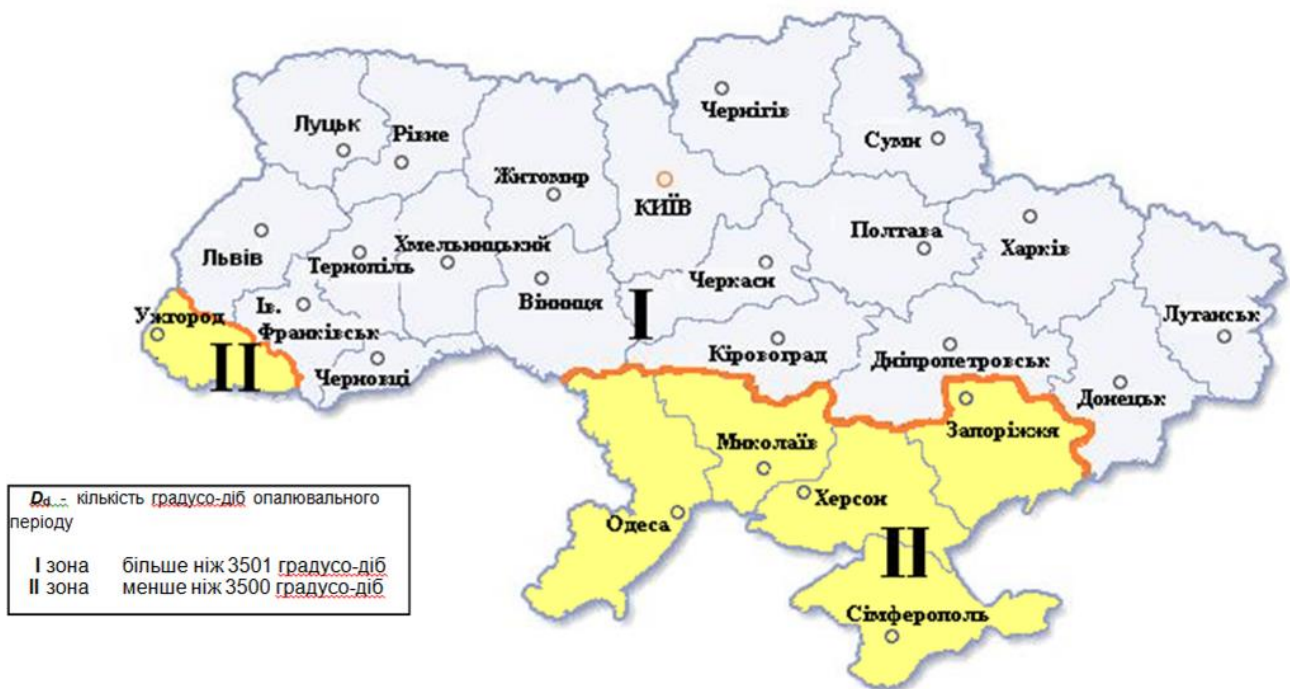 Чернігів
Суми
Луцьк
Рівне
Житомир
КИЇВ
Полтава
Харків
Львів
Тернопіль
Хмельницький
Вінниця
Черкаси
I
Луганськ
Ужгород
Ів.
Франківськ
II
Черновці
Кіровоград
Дніпропетровськ
Донецьк
Запоріжжя
Миколаїв
Херсон
Одеса
II
Сімферополь
Dd - кількість градусо-діб опалювального
періоду
I зона більше ніж 3501 градусо-діб
II зона менше ніж 3500 градусо-діб